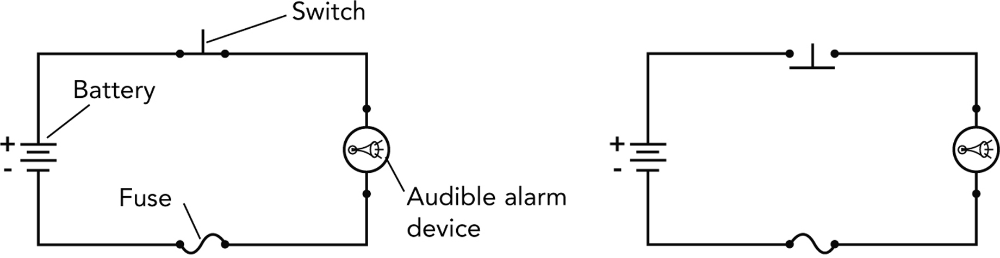 Switch
Battery
+
-
Fuse
Audible alarm
device
+
-